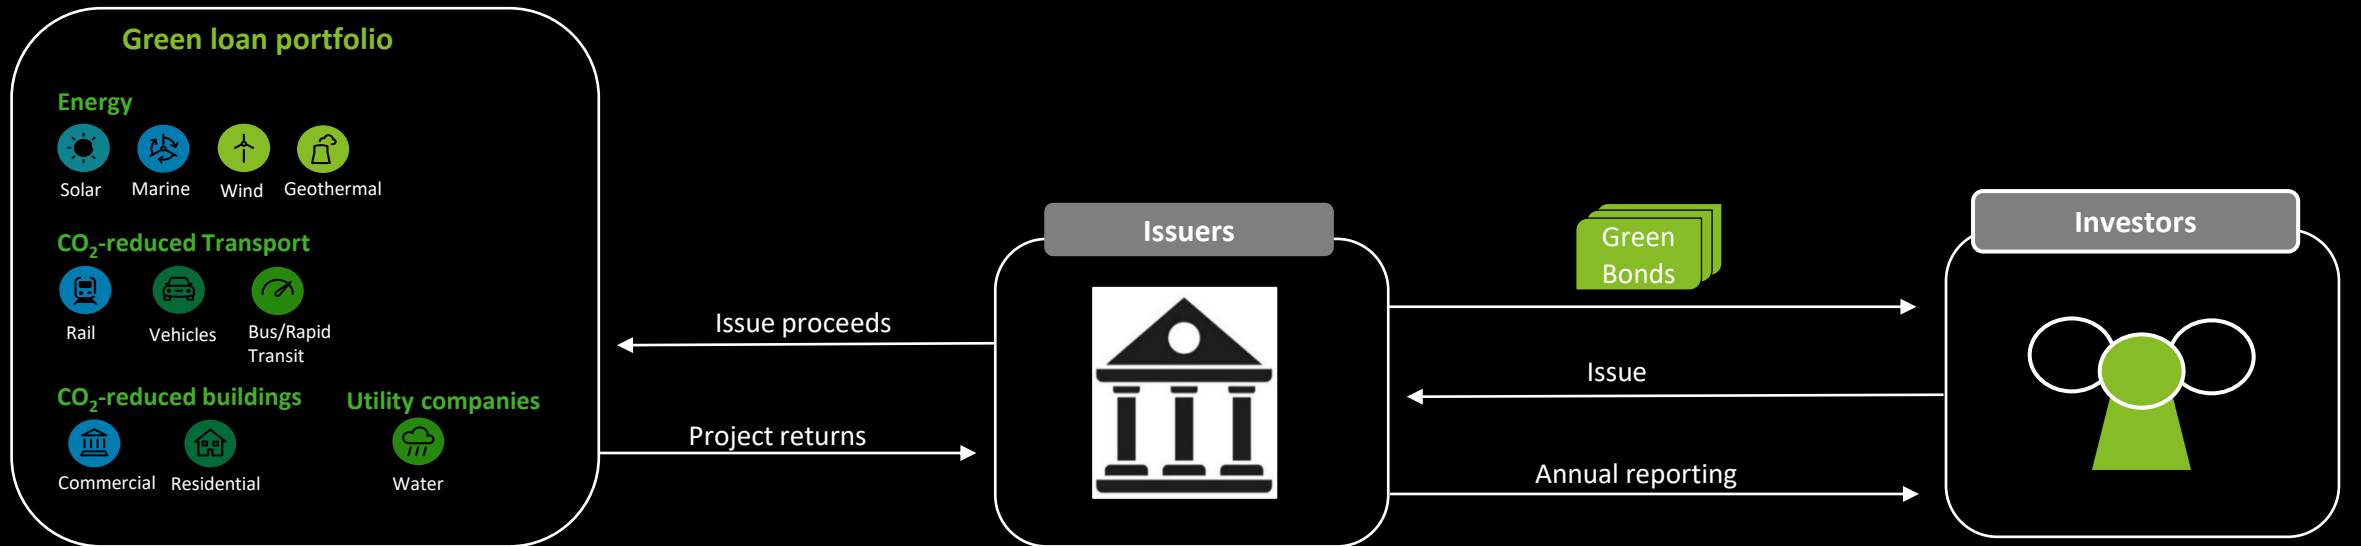 Green loan portfolio
Energy
Solar Marine Wind Geothermal
CO₂-reduced Transport
Rail Vehicles Bus/Rapid
Transit
CO₂-reduced buildings Utility companies
Commercial Residential Water
Issue proceeds
Project returns
Issuers
Green
Bonds
Issue
Annual reporting
Investors